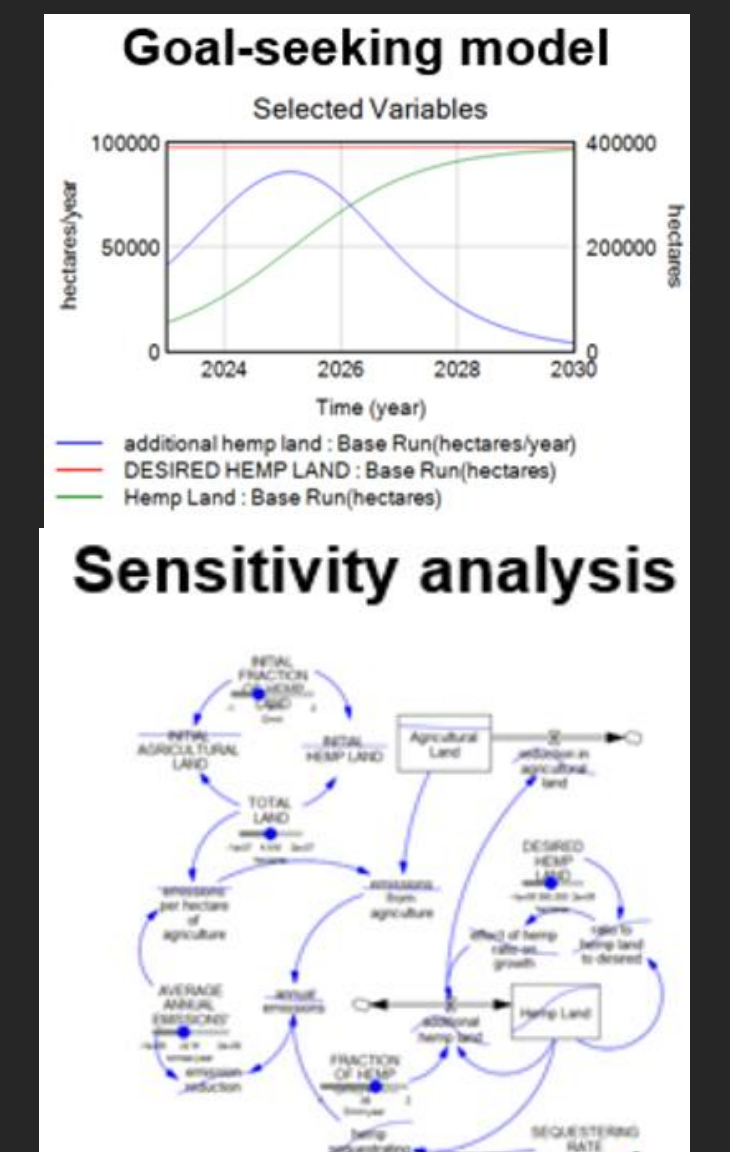 Goal-seeking model
Selected Variables
100000
400000
hectares/year
hectares
50000
200000
0
0
2024
2026
2028
2030
Time (year)
additional hemp land : Base Run(hectares/year)
DESIRED HEMP LAND : Base Run(hectares)
Hemp Land : Base Run(hectares)
Sensitivity analysis
INITIAL
FRACTION
OF HEMP
LAND
INITIAL
AGRICULTURAL
LAND
INITIAL
HEMP LAND
Agricultural
Land
reduction in
agricultural
land
TOTAL
LAND
DESIRED
HEMP
LAND
emissions
per hectare
of
agriculture
emissions
from
agriculture
effect of hemp
ratio on
growth
ratio to
hemp land
to desired
AVERAGE
ANNUAL
EMISSIONS'
annual
emissions
additional
hemp land
Hemp Land
emission
reduction
FRACTION
OF HEMP
hemp
sequestrating
SEQUESTERING
RATE